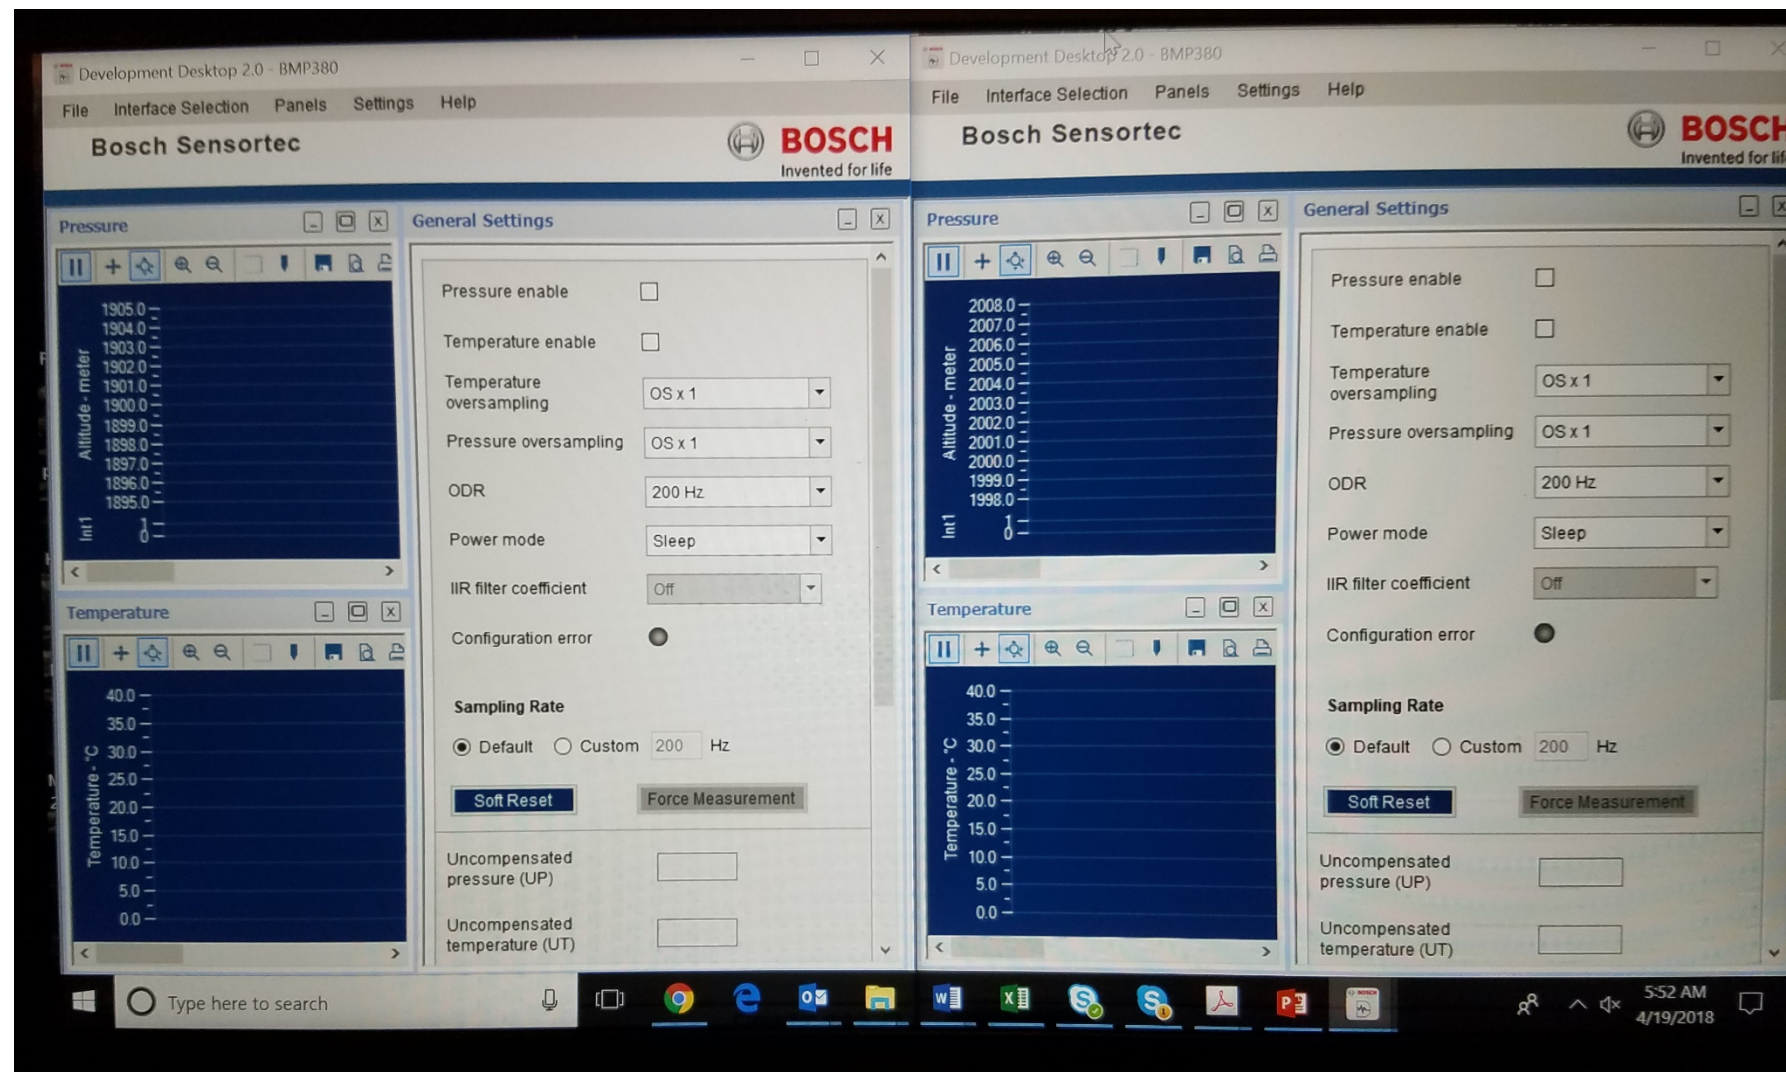 Development Desktop 2.0 - BMP380
File Interface Selection Panels Settings Help
Bosch Sensortec
BOSCH
Invented for life
Pressure
1905.0
1904.0
1903.0
1902.0
1901.0
1900.0
1899.0
1898.0
1897.0
1896.0
1895.0
1
0
Altitude - meter
Int1
Temperature
40.0
35.0
30.0
25.0
20.0
15.0
10.0
5.0
0.0
Temperature - °C
General Settings
Pressure enable
Temperature enable
Temperature
oversampling
OS x 1
Pressure oversampling OS x 1
ODR 200 Hz
Power mode Sleep
IIR filter coefficient Off
Configuration error
Sampling Rate
Default Custom 200 Hz
Soft Reset Force Measurement
Uncompensated
pressure (UP)
Uncompensated
temperature (UT)
Development Desktop 2.0 - BMP380
File Interface Selection Panels Settings Help
Bosch Sensortec
BOSCH
Invented for life
Pressure
2008.0
2007.0
2006.0
2005.0
2004.0
2003.0
2002.0
2001.0
2000.0
1999.0
1998.0
1
0
Altitude - meter
Int1
Temperature
40.0
35.0
30.0
25.0
20.0
15.0
10.0
5.0
0.0
Temperature - °C
General Settings
Pressure enable
Temperature enable
Temperature
oversampling
OS x 1
Pressure oversampling OS x 1
ODR 200 Hz
Power mode Sleep
IIR filter coefficient Off
Configuration error
Sampling Rate
Default Custom 200 Hz
Soft Reset Force Measurement
Uncompensated
pressure (UP)
Uncompensated
temperature (UT)
Type here to search
5:52 AM
4/19/2018